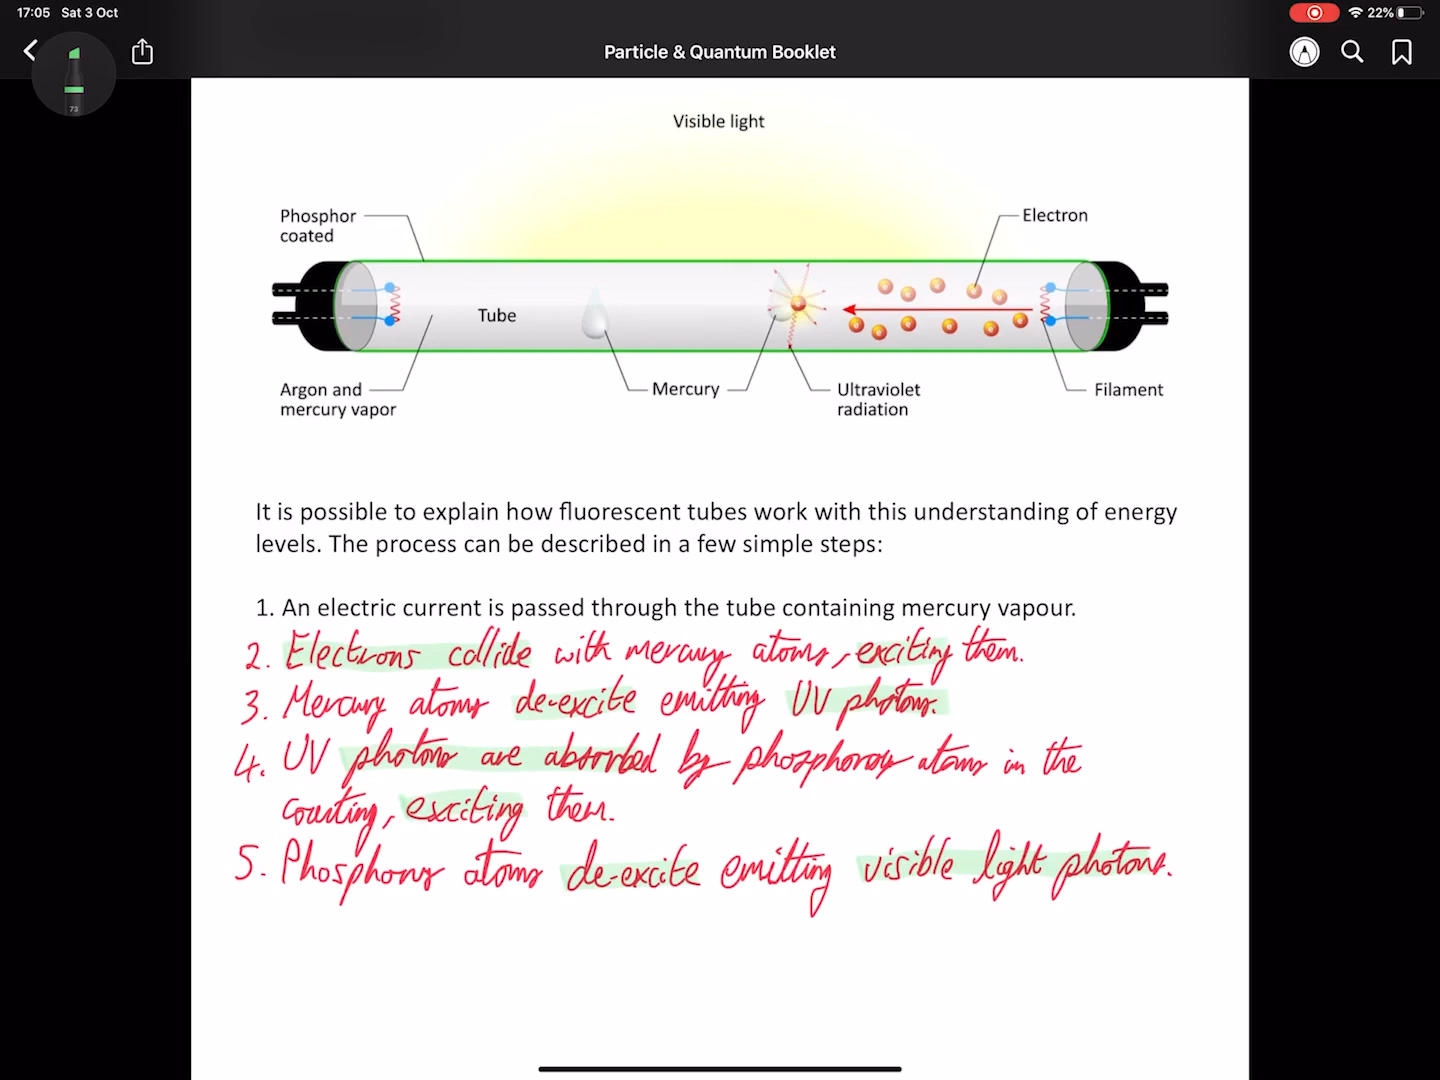 17:05 Sat 3 Oct
22%
Particle & Quantum Booklet
73
Visible light
Phosphor
coated
Electron
Tube
Argon and
mercury vapor
Mercury
Ultraviolet
radiation
Filament
e e e e e
e e e e e e
It is possible to explain how fluorescent tubes work with this understanding of energy
levels. The process can be described in a few simple steps:
1. An electric current is passed through the tube containing mercury vapour.
2. Electrons collide with mercury atoms, exciting them.
3. Mercury atoms de-excite emitting UV photons.
4. UV photons are absorbed by phosphorous atoms in the
coating, exciting them.
5. Phosphorus atoms de-excite emitting visible light photons.